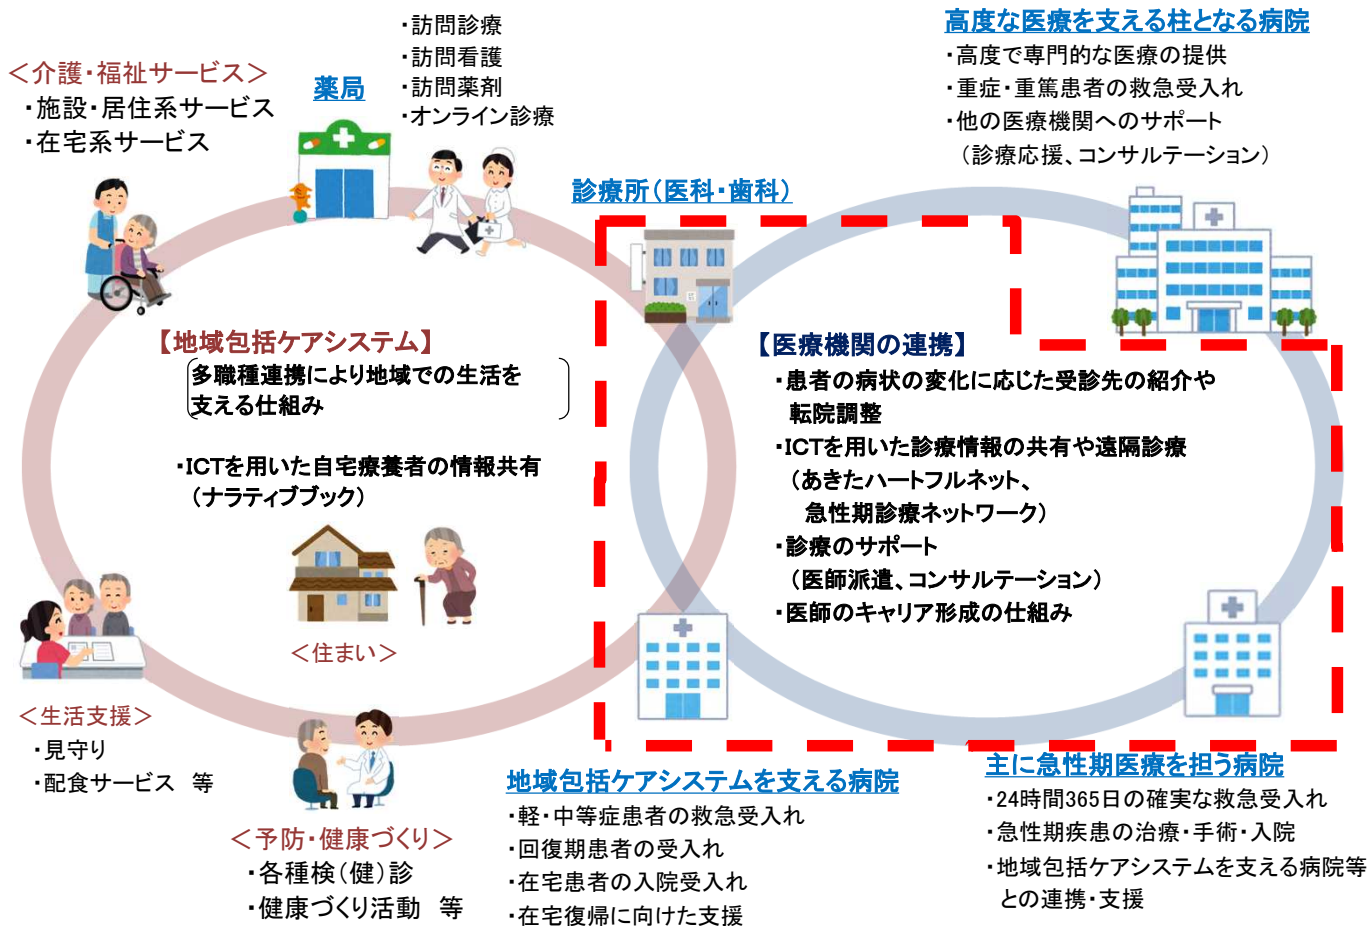 高度な医療を支える柱となる病院
・高度で専門的な医療の提供
・重症・重篤患者の救急受入れ
・他の医療機関へのサポート
（診療応援、コンサルテーション）
・訪問診療
・訪問看護
・訪問薬剤
・オンライン診療
＜介護・福祉サービス＞
・施設・居住系サービス
・在宅系サービス
薬局
診療所（医科・歯科）
【地域包括ケアシステム】
多職種連携により地域での生活を
支える仕組み
・ICTを用いた自宅療養者の情報共有
（ナラティブブック）
＜住まい＞
【医療機関の連携】
・患者の病状の変化に応じた受診先の紹介や
転院調整
・ICTを用いた診療情報の共有や遠隔診療
（あきたハートフルネット、
急性期診療ネットワーク）
・診療のサポート
（医師派遣、コンサルテーション）
・医師のキャリア形成の仕組み
＜生活支援＞
・見守り
・配食サービス　等
＜予防・健康づくり＞
・各種検（健）診
・健康づくり活動　等
地域包括ケアシステムを支える病院
・軽・中等症患者の救急受入れ
・回復期患者の受入れ
・在宅患者の入院受入れ
・在宅復帰に向けた支援
主に急性期医療を担う病院
・24時間365日の確実な救急受入れ
・急性期疾患の治療・手術・入院
・地域包括ケアシステムを支える病院等
との連携・支援